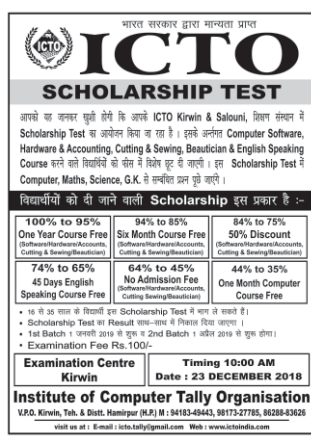 भारत सरकार द्वारा मान्यता प्राप्त
ICTO
ICTO
SCHOLARSHIP TEST
आपको यह जानकर खुशी होगी कि आपके ICTO Kirwin & Salouni, शिक्षण संस्थान में
Scholarship Test का आयोजन किया जा रहा है । इसके अन्तर्गत Computer Software,
Hardware & Accounting, Cutting & Sewing, Beautician & English Speaking
Course करने वाले विद्यार्थियों को फीस में विशेष छूट दी जाएगी । इस Scholarship Test में
Computer, Maths, Science, G.K. से सम्बंधित प्रश्न पूछे जाएंगे ।
विद्यार्थीयों को दी जाने वाली Scholarship इस प्रकार है :-
100% to 95%
One Year Course Free
(Software/Hardware/Accounts,
Cutting & Sewing/Beautician)
94% to 85%
Six Month Course Free
(Software/Hardware/Accounts,
Cutting & Sewing/Beautician)
84% to 75%
50% Discount
(Software/Hardware/Accounts,
Cutting & Sewing/Beautician)
74% to 65%
45 Days English
Speaking Course Free
64% to 45%
No Admission Fee
(Software/Hardware/Accounts,
Cutting Sewing/Beautician)
44% to 35%
One Month Computer
Course Free
• 16 से 35 साल के विद्यार्थी इस Scholarship Test में भाग ले सकते हैं।
• Scholarship Test का Result साथ-साथ में निकाल दिया जाएगा ।
• 1st Batch 1 जनवरी 2019 से शुरू व 2nd Batch 1 अप्रैल 2019 से शुरू होगा।
• Examination Fee Rs.100/-
Examination Centre
Kirwin
Timing 10:00 AM
Date : 23 DECEMBER 2018
Institute of Computer Tally Organisation
V.P.O. Kirwin, Teh. & Distt. Hamirpur (H.P.) M : 94183-49443, 98173-27785, 86288-83626
visit us at : E-mail : icto.tally@gmail.com Web : www.ictoindia.com